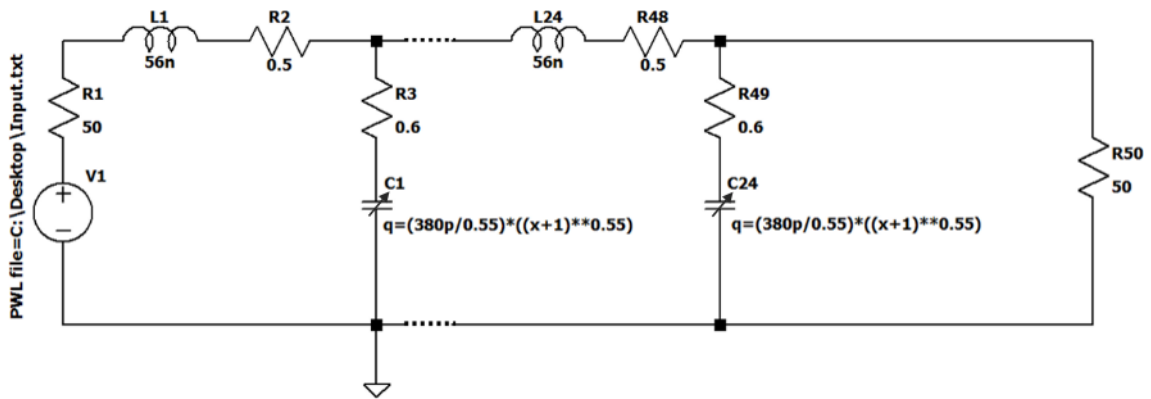 PWL file=C:\Desktop\Input.txt
R1
50
V1
L1
56n
R2
0.5
R3
0.6
C1
q=(380p/0.55)*((x+1)**0.55)
L24
56n
R48
0.5
R49
0.6
C24
q=(380p/0.55)*((x+1)**0.55)
R50
50